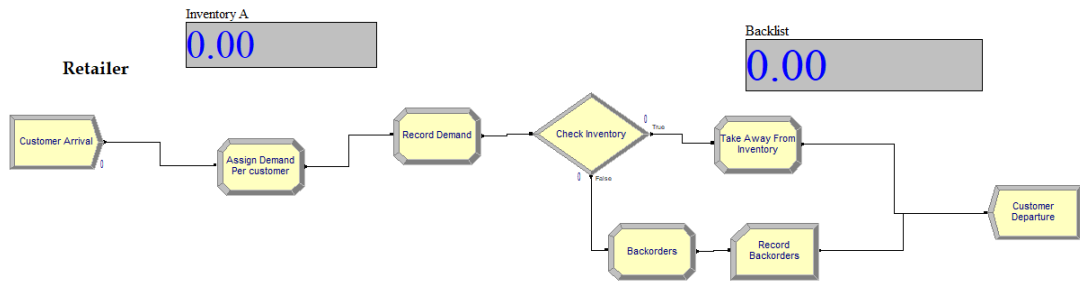 Inventory A
0.00
Backlist
0.00
Retailer
Customer Arrival
Assign Demand
Per customer
Record Demand
Check Inventory
True
False
Take Away From
Inventory
Backorders
Record
Backorders
Customer
Departure